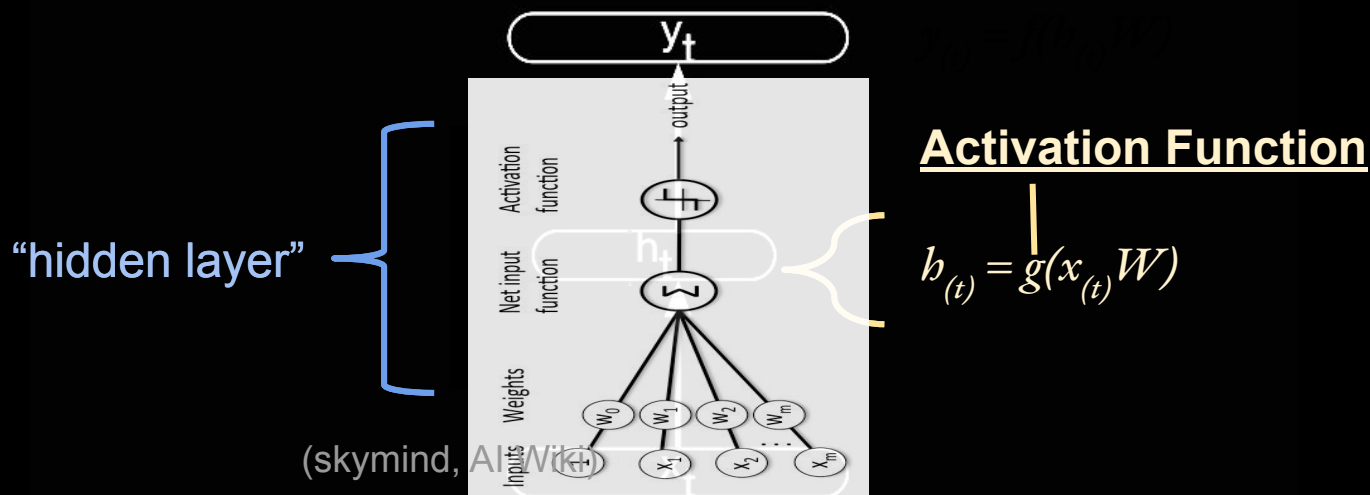 yt
y(t) = f(h(t)W)
output
Activation Function
Activation
function
ht
"hidden layer"
h(t) = g(x(t)W)
Net input
function
Σ
Weights
w0 w1 w2 wm
(skymind, AI Wiki)
Inputs
1 x1 x2 ... xm